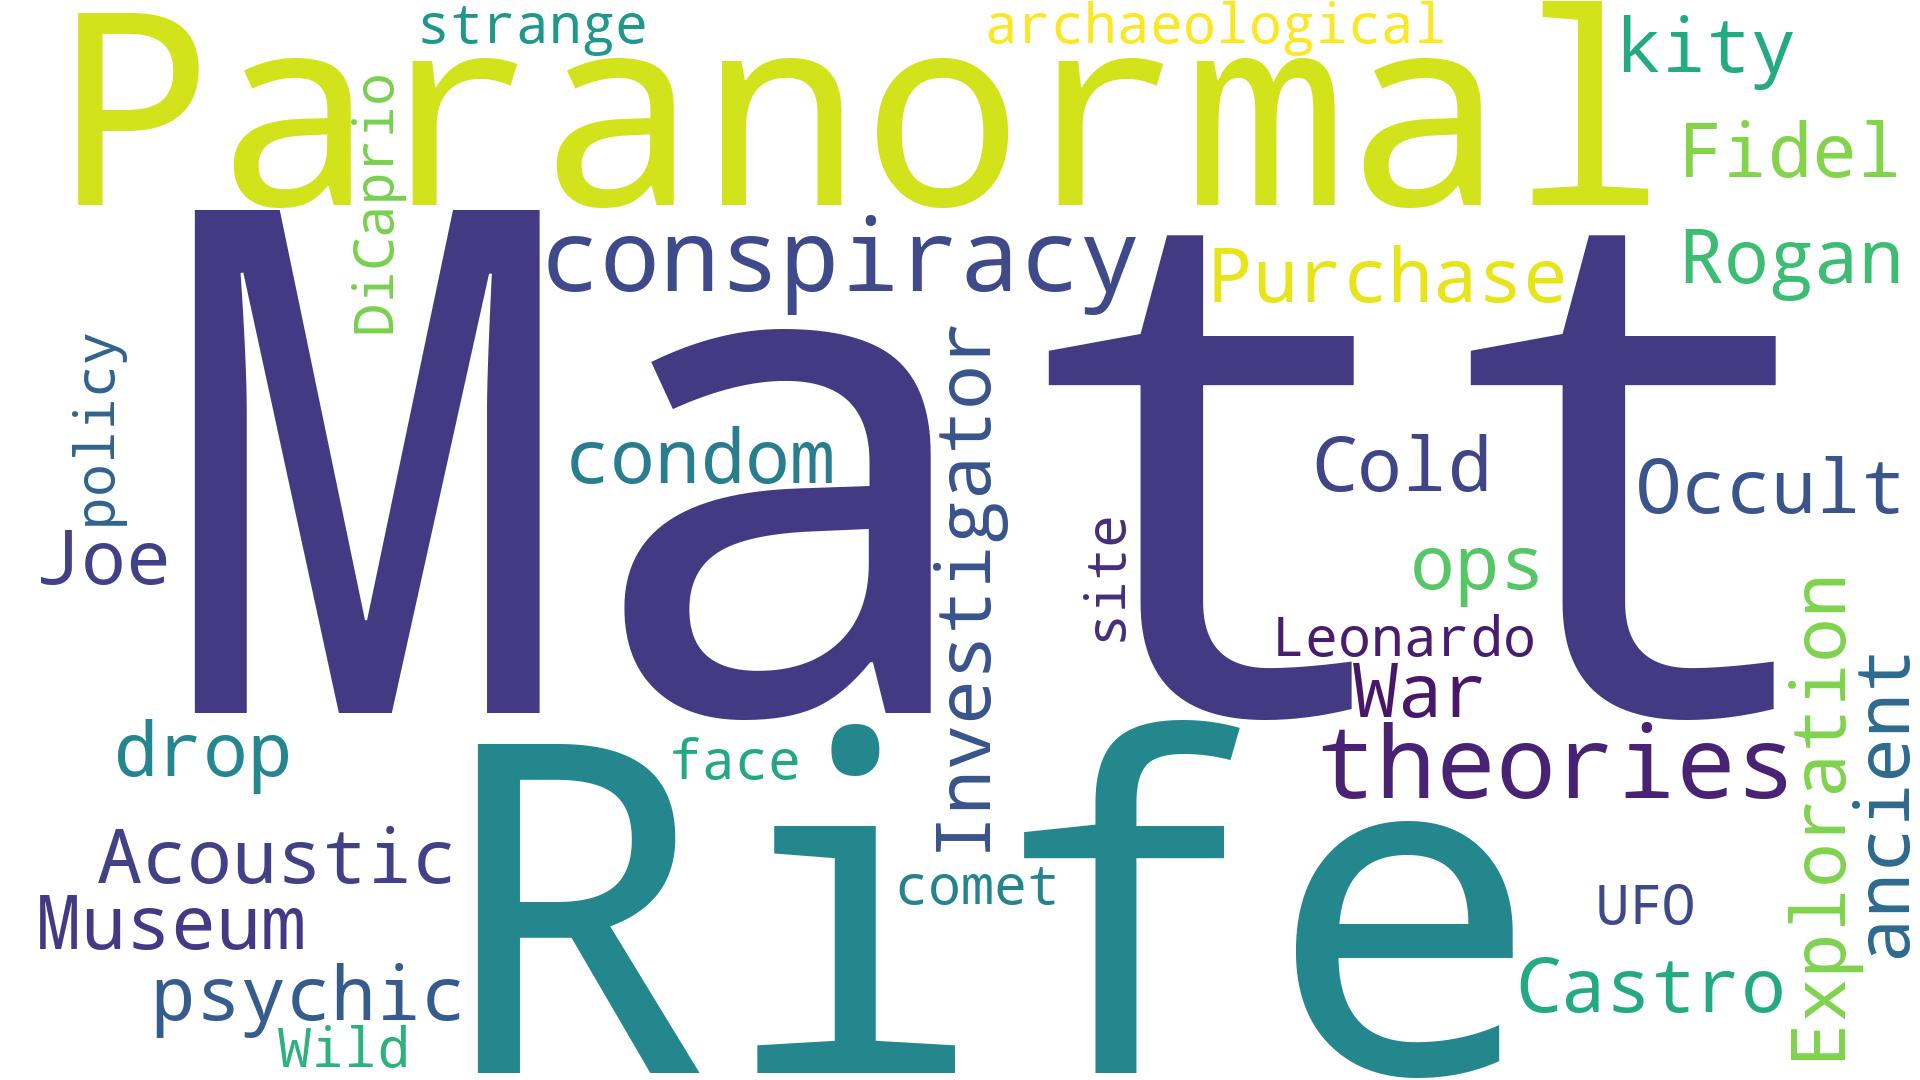 strange
archaeological
Paranormal
kity
DiCaprio
Fidel
conspiracy
Purchase
Rogan
Matt
policy
condom
Investigator
Cold
Occult
Joe
site
ops
Leonardo
War
Exploration
ancient
drop
face
theories
Rife
Acoustic
comet
UFO
Museum
psychic
Castro
Wild